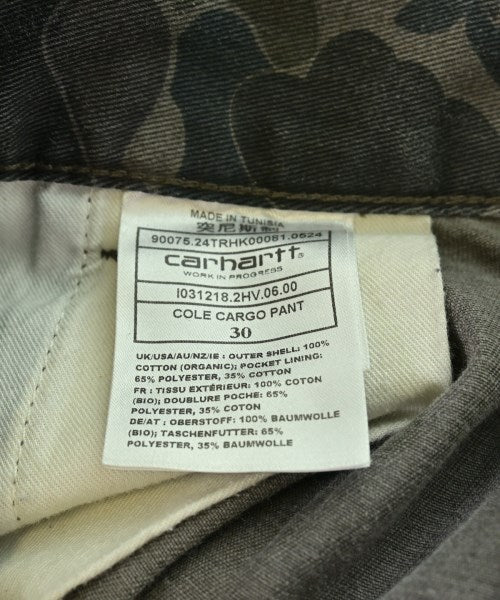 MADE IN TUNISIA
突尼斯制
90075.24TRHK00081.0524
carhartt®
WORK IN PROGRESS
I031218.2HV.06.00
COLE CARGO PANT
30
UK/USA/AU/NZ/IE : OUTER SHELL: 100%
COTTON (ORGANIC); POCKET LINING:
65% POLYESTER, 35% COTTON
FR : TISSU EXTÉRIEUR: 100% COTON
(BIO); DOUBLURE POCHE: 65%
POLYESTER, 35% COTON
DE/AT : OBERSTOFF: 100% BAUMWOLLE
(BIO); TASCHENFUTTER: 65%
POLYESTER, 35% BAUMWOLLE